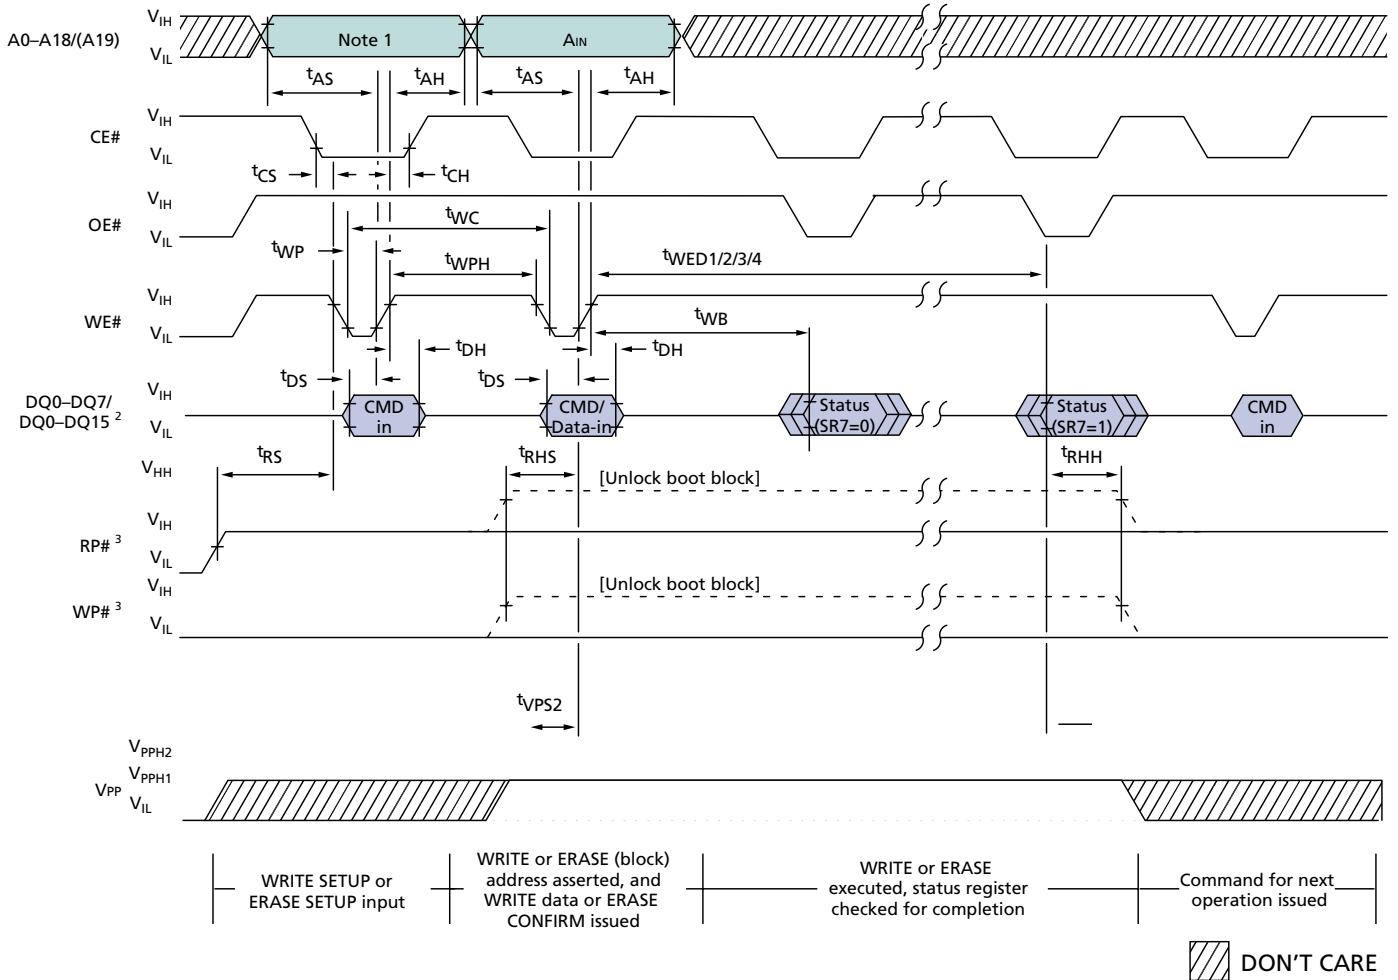 VIH
A0–A18/(A19)
VIL
Note 1
AIN
tAS
tAH
tAS
tAH
VIH
CE#
VIL
tCS
tCH
VIH
OE#
VIL
tWC
tWP
tWPH
tWED1/2/3/4
VIH
WE#
VIL
tWB
tDH
tDH
tDS
tDS
VIH
DQ0–DQ7/
DQ0–DQ15 2
VIL
CMD
in
CMD/
Data-in
Status
(SR7=0)
Status
(SR7=1)
CMD
in
VHH
tRS
tRHS
tRHH
[Unlock boot block]
VIH
RP# 3
VIL
VIH
[Unlock boot block]
WP# 3
VIL
tVPS2
VPPH2
VPPH1
VPP
VIL
WRITE SETUP or
ERASE SETUP input
WRITE or ERASE (block)
address asserted, and
WRITE data or ERASE
CONFIRM issued
WRITE or ERASE
executed, status register
checked for completion
Command for next
operation issued
DON'T CARE